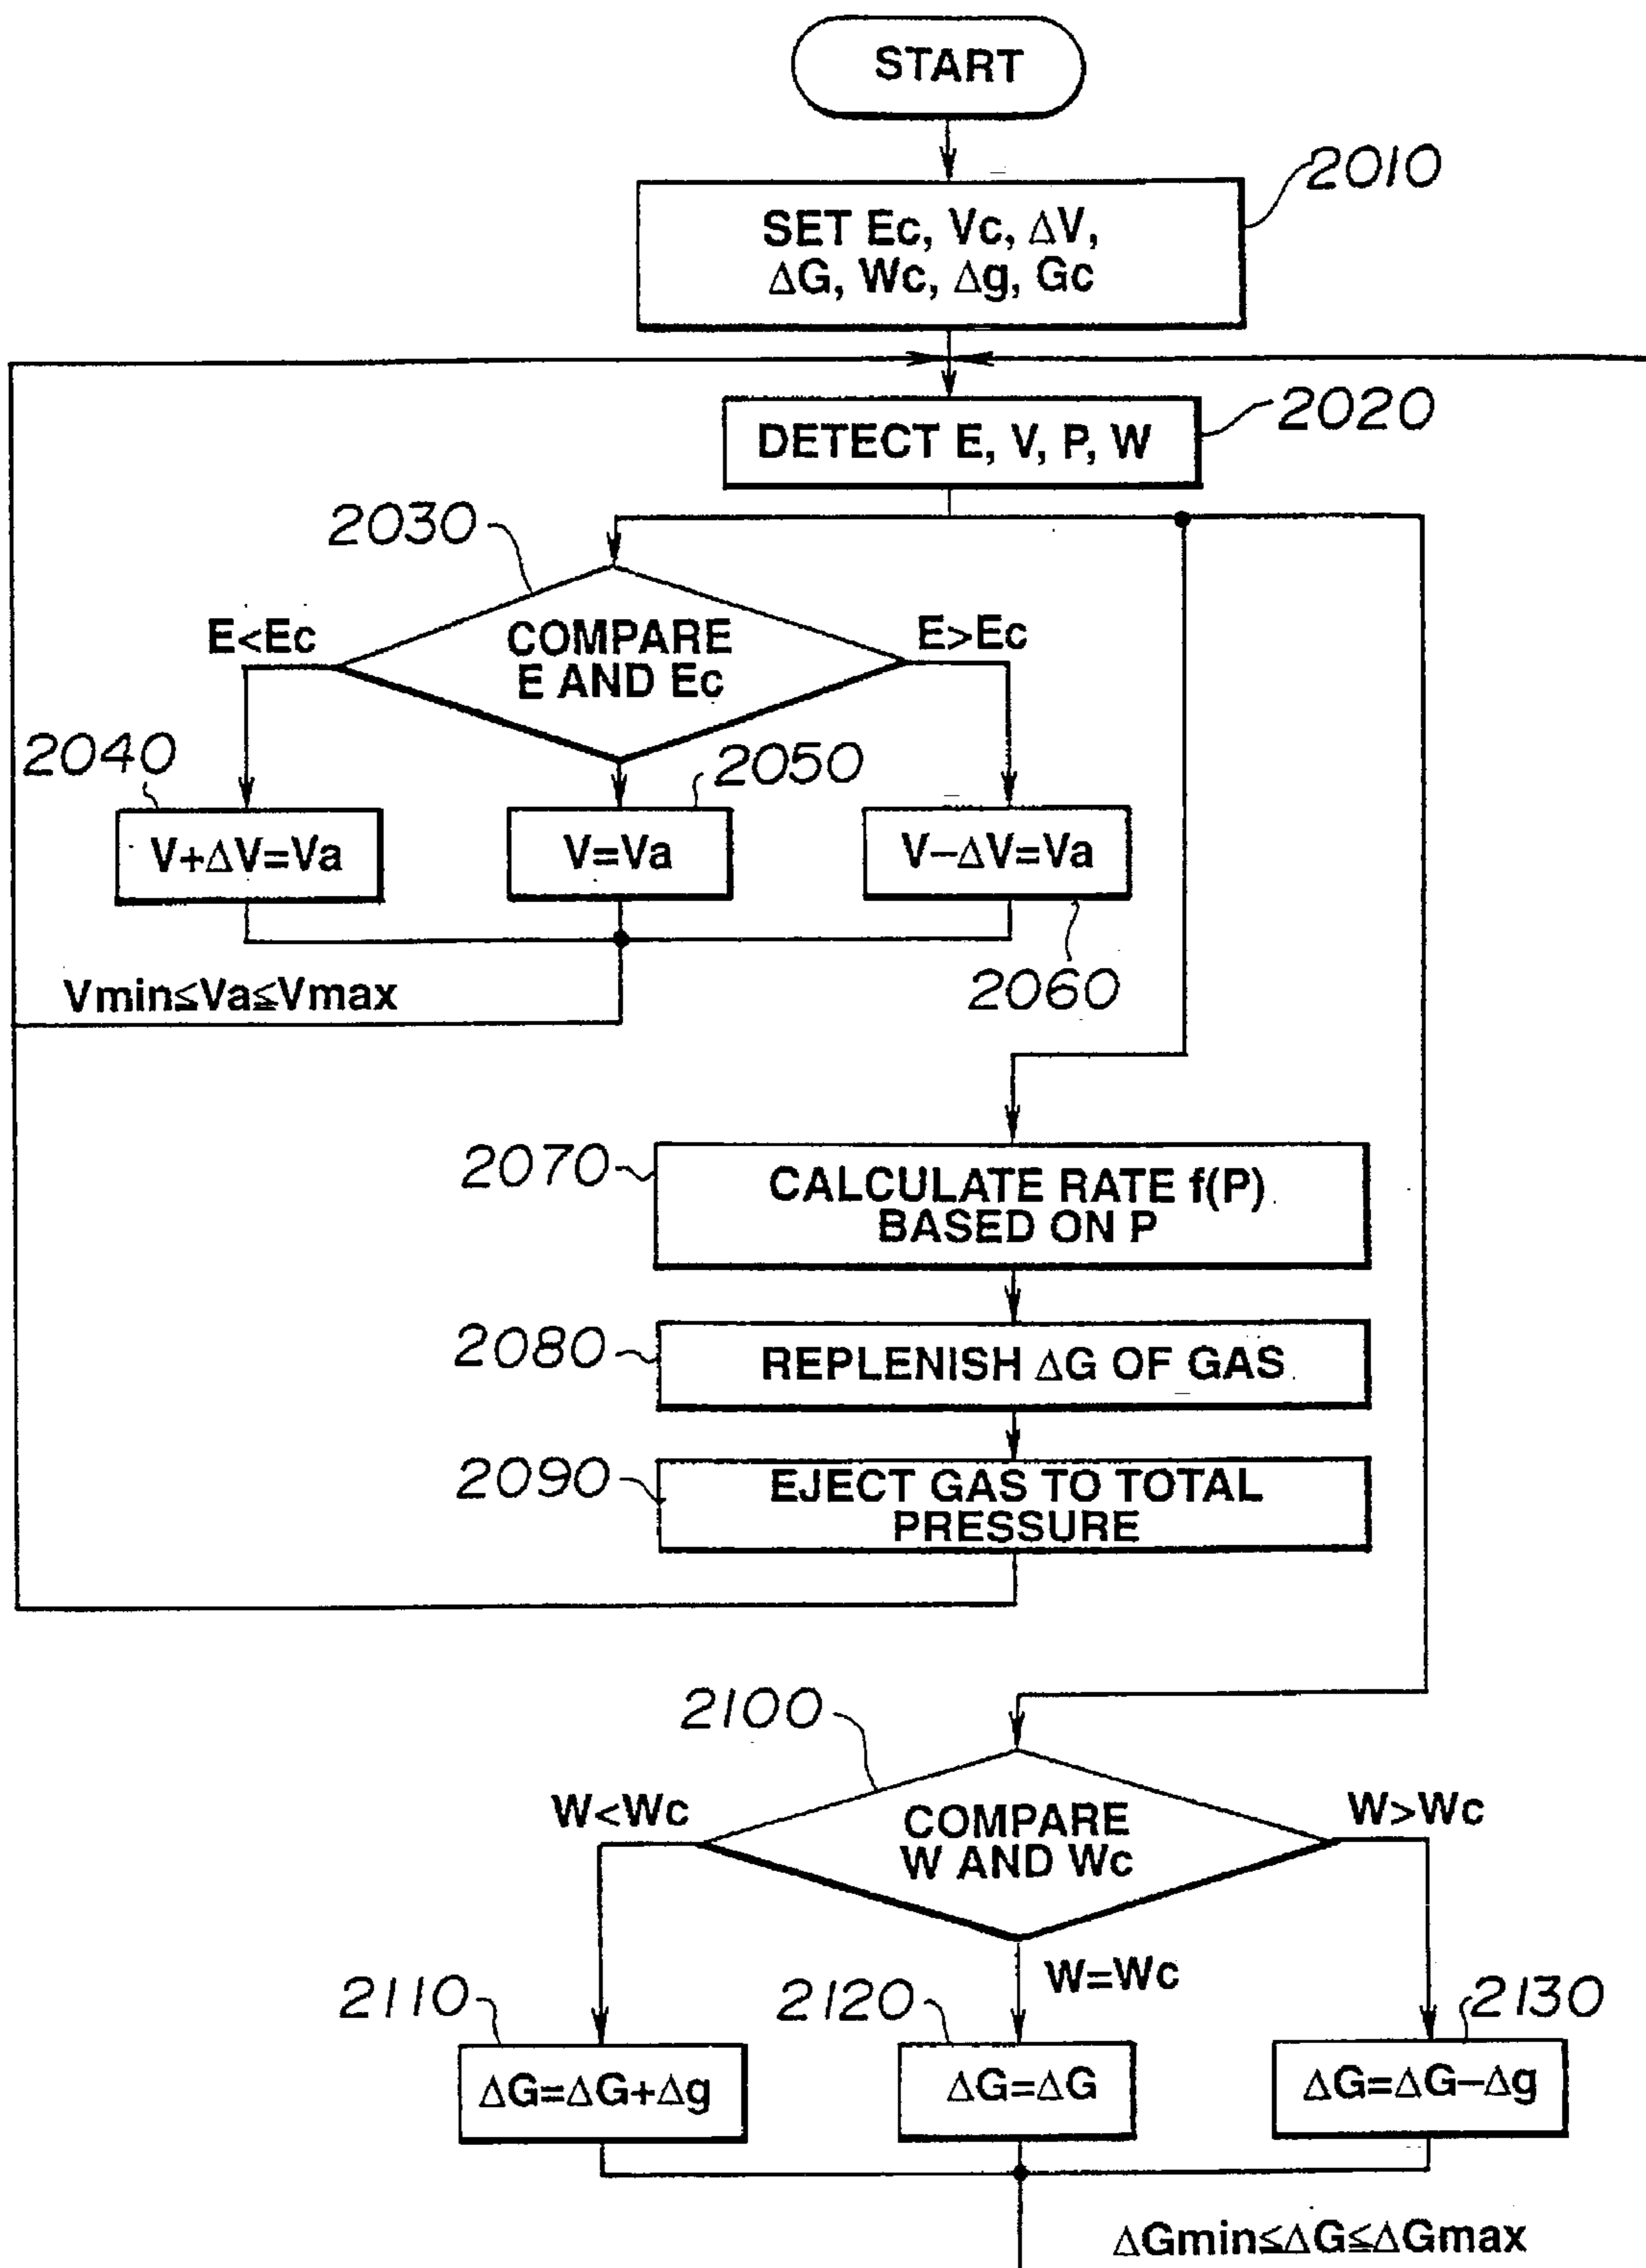 START
2010
SET Ec, Vc, ΔV,
ΔG, Wc, Δg, Gc
2020
DETECT E, V, P, W
2030
E<Ec
COMPARE
E AND Ec
E>Ec
2040
2050
V+ΔV=Va
V=Va
V−ΔV=Va
2060
Vmin≦Va≦Vmax
2070
CALCULATE RATE f(P)
BASED ON P
2080
REPLENISH ΔG OF GAS
2090
EJECT GAS TO TOTAL
PRESSURE
2100
W<Wc
COMPARE
W AND Wc
W>Wc
W=Wc
2110
2120
2130
ΔG=ΔG+Δg
ΔG=ΔG
ΔG=ΔG−Δg
ΔGmin≦ΔG≦ΔGmax